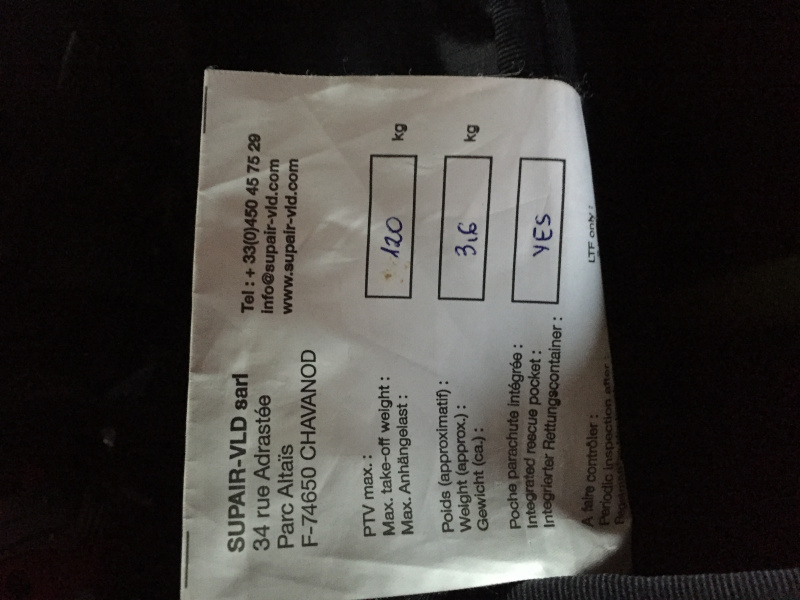 SUPAIR-VLD sarl
34 rue Adrastée
Parc Altaïs
F-74650 CHAVANOD
Tel : + 33(0)450 45 75 29
info@supair-vld.com
www.supair-vld.com
PTV max. :
Max. take-off weight :
Max. Anhängelast :
120 kg
Poids (approximatif) :
Weight (approx.) :
Gewicht (ca.) :
3,6 kg
Poche parachute intégrée :
Integrated rescue pocket :
Integrierter Rettungscontainer :
YES
A faire contrôler :
Periodic inspection after :
LTF only :